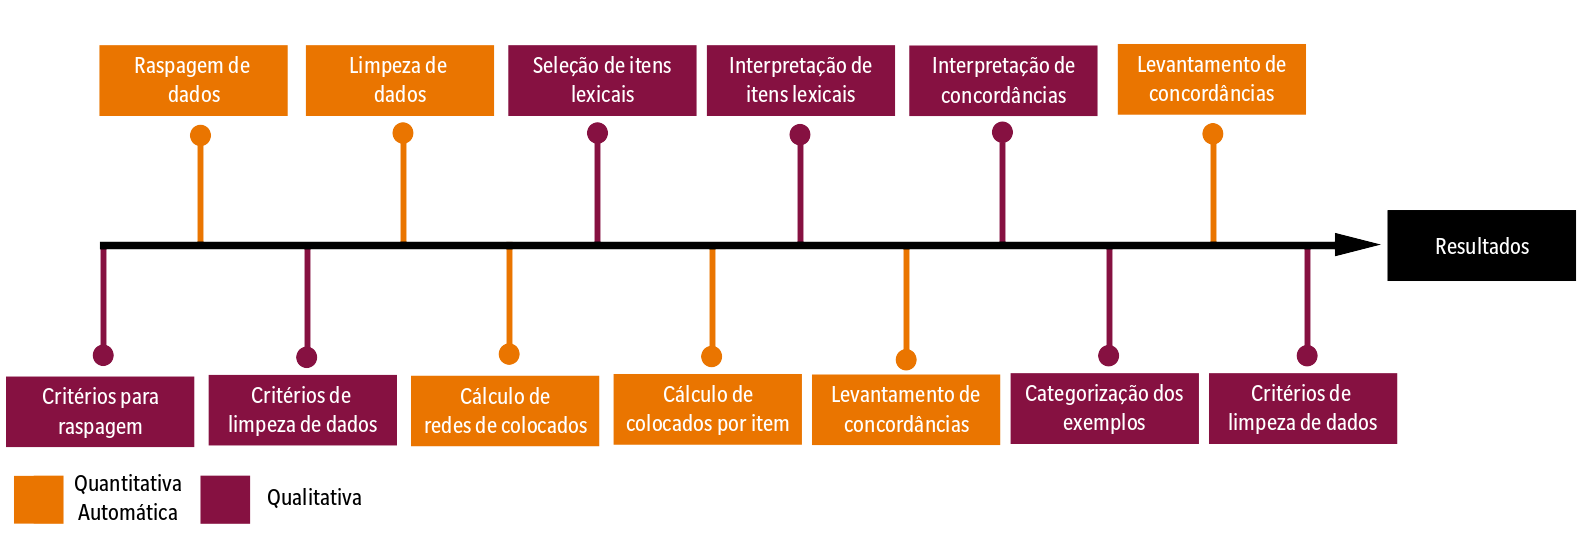 Raspagem de
dados
Limpeza de
dados
Seleção de itens
lexicais
Interpretação de
itens lexicais
Interpretação de
concordâncias
Levantamento de
concordâncias
Resultados
Critérios para
raspagem
Critérios de
limpeza de dados
Cálculo de
redes de colocados
Cálculo de
colocados por item
Levantamento de
concordâncias
Categorização dos
exemplos
Critérios de
limpeza de dados
Quantitativa
Automática
Qualitativa